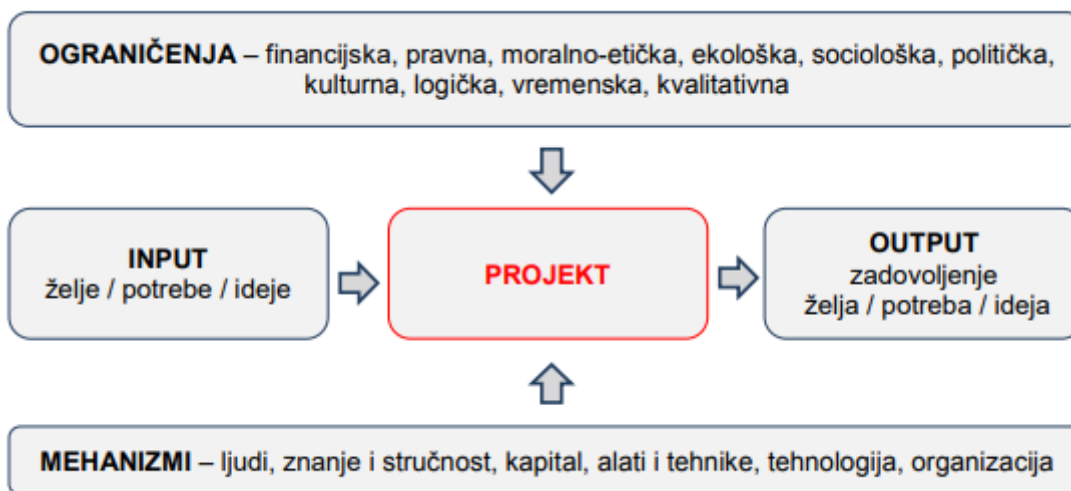 OGRANIČENJA – financijska, pravna, moralno-etička, ekološka, sociološka, politička,
kulturna, logička, vremenska, kvalitativna
INPUT
želje / potrebe / ideje
PROJEKT
OUTPUT
zadovoljenje
želja / potreba / ideja
MEHANIZMI – ljudi, znanje i stručnost, kapital, alati i tehnike, tehnologija, organizacija